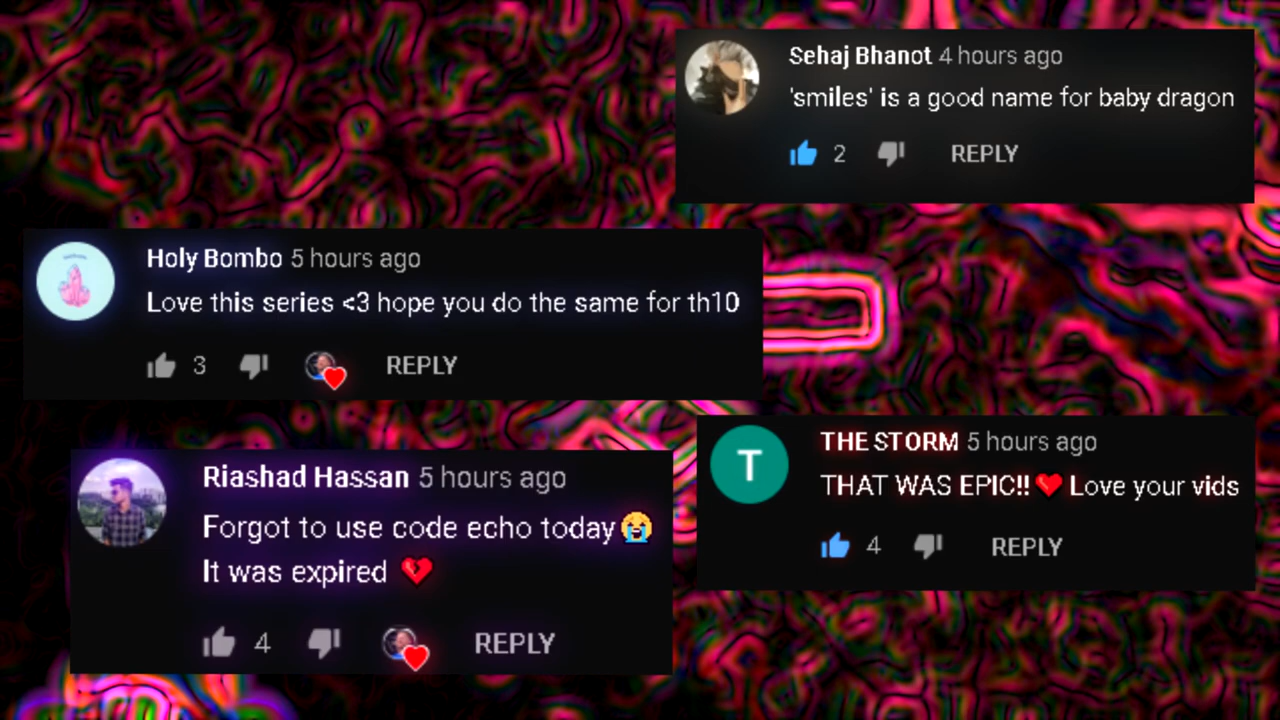 Sehaj Bhanot 4 hours ago
'smiles' is a good name for baby dragon
2 REPLY
Holy Bombo 5 hours ago
Love this series <3 hope you do the same for th10
3 REPLY
THE STORM 5 hours ago
T
THAT WAS EPIC!! ❤️ Love your vids
4 REPLY
Riashad Hassan 5 hours ago
Forgot to use code echo today😭
It was expired 💔
4 REPLY